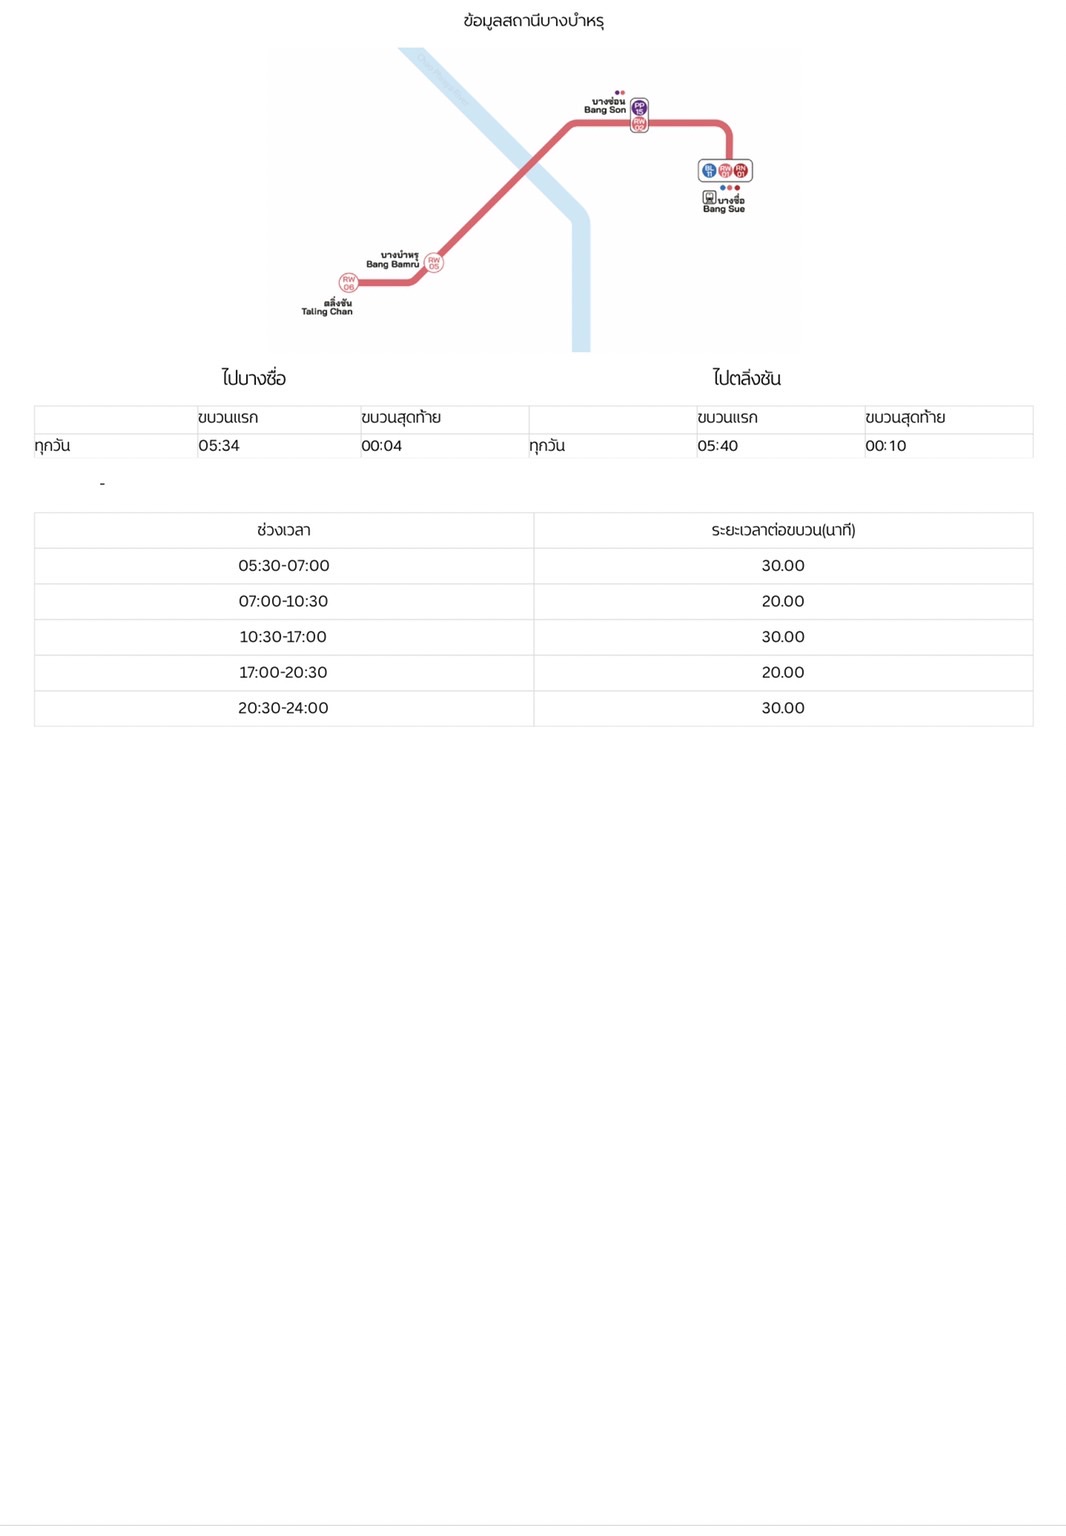 ข้อมูลสถานีบางบำหรุ
บางซ่อน
Bang Son
PP
15
RW
02
BL
11
RW
01
RN
01
บางซื่อ
Bang Sue
บางบำหรุ
Bang Bamru
RW
05
RW
06
ตลิ่งชัน
Taling Chan
ไปบางซื่อ ไปตลิ่งชัน
ขบวนแรก ขบวนสุดท้าย ขบวนแรก ขบวนสุดท้าย
ทุกวัน 05:34 00:04 ทุกวัน 05:40 00:10
-
ช่วงเวลา ระยะเวลาต่อขบวน(นาที)
05:30-07:00 30.00
07:00-10:30 20.00
10:30-17:00 30.00
17:00-20:30 20.00
20:30-24:00 30.00